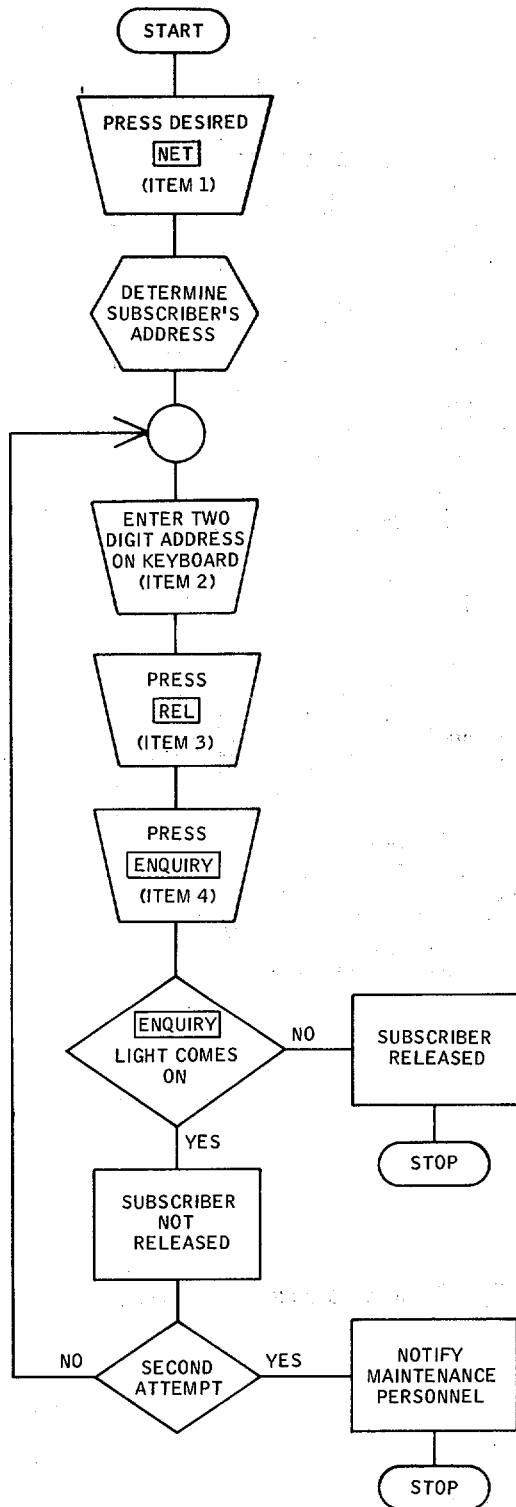 START
PRESS DESIRED
NET
(ITEM 1)
DETERMINE
SUBSCRIBER'S
ADDRESS
ENTER TWO
DIGIT ADDRESS
ON KEYBOARD
(ITEM 2)
PRESS
REL
(ITEM 3)
PRESS
ENQUIRY
(ITEM 4)
ENQUIRY
LIGHT COMES
ON
NO
SUBSCRIBER
RELEASED
STOP
YES
SUBSCRIBER
NOT
RELEASED
NO
SECOND
ATTEMPT
YES
NOTIFY
MAINTENANCE
PERSONNEL
STOP